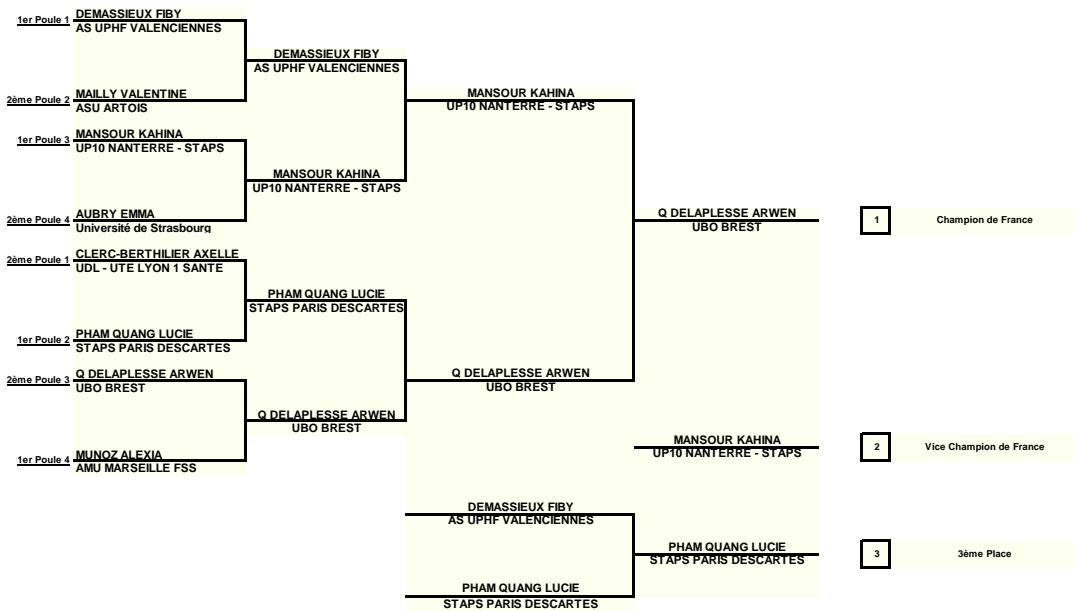 1er Poule 1
DEMASSIEUX FIBY
AS UPHF VALENCIENNES
2ème Poule 2
MAILLY VALENTINE
ASU ARTOIS
1er Poule 3
MANSOUR KAHINA
UP10 NANTERRE - STAPS
2ème Poule 4
AUBRY EMMA
Université de Strasbourg
2ème Poule 1
CLERC-BERTHILIER AXELLE
UDL - UTE LYON 1 SANTE
1er Poule 2
PHAM QUANG LUCIE
STAPS PARIS DESCARTES
2ème Poule 3
Q DELAPLESSE ARWEN
UBO BREST
1er Poule 4
MUNOZ ALEXIA
AMU MARSEILLE FSS
DEMASSIEUX FIBY
AS UPHF VALENCIENNES
MANSOUR KAHINA
UP10 NANTERRE - STAPS
PHAM QUANG LUCIE
STAPS PARIS DESCARTES
Q DELAPLESSE ARWEN
UBO BREST
MANSOUR KAHINA
UP10 NANTERRE - STAPS
Q DELAPLESSE ARWEN
UBO BREST
DEMASSIEUX FIBY
AS UPHF VALENCIENNES
PHAM QUANG LUCIE
STAPS PARIS DESCARTES
Q DELAPLESSE ARWEN
UBO BREST
1
Champion de France
MANSOUR KAHINA
UP10 NANTERRE - STAPS
2
Vice Champion de France
PHAM QUANG LUCIE
STAPS PARIS DESCARTES
3
3ème Place